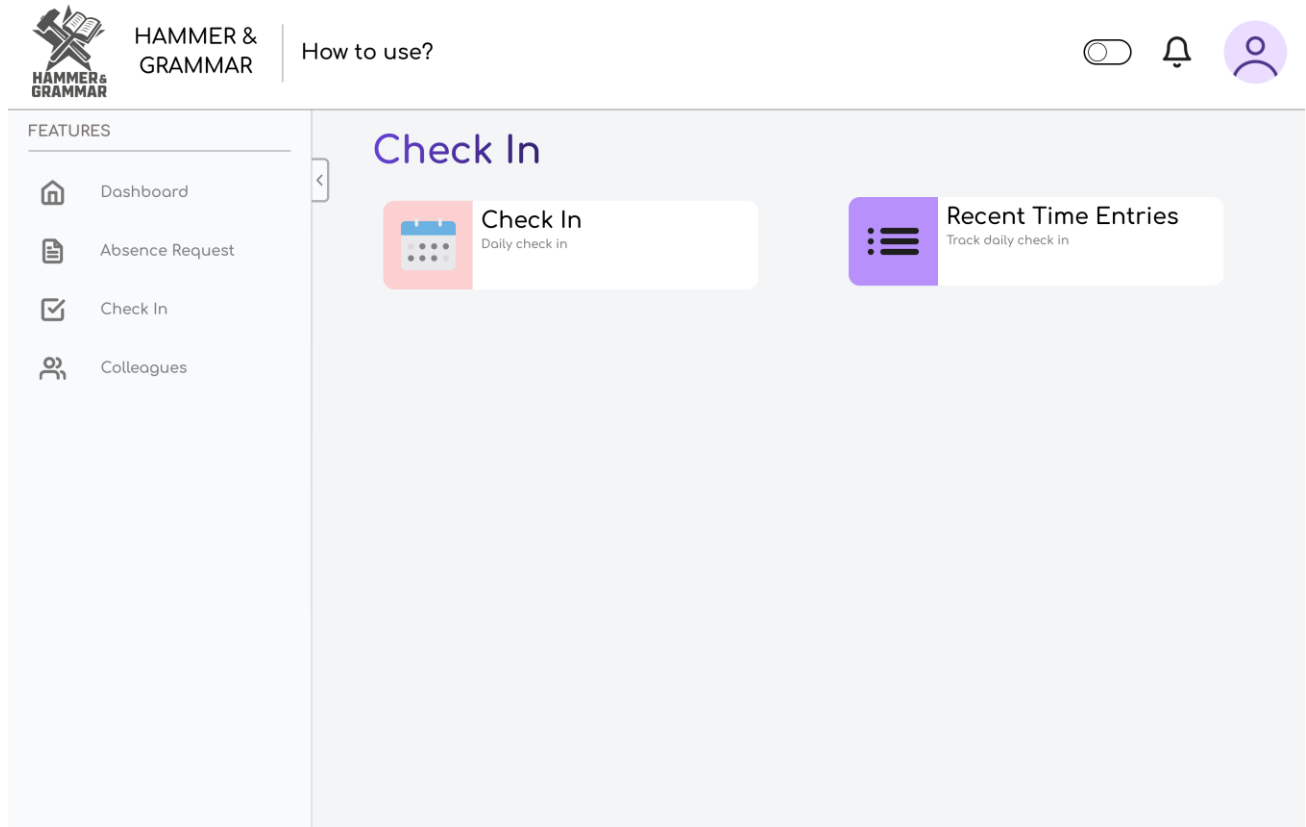 HAMMER &
GRAMMAR
HAMMER &
GRAMMAR
How to use?
FEATURES
Dashboard
Absence Request
Check In
Colleagues
Check In
Check In
Daily check in
Recent Time Entries
Track daily check in